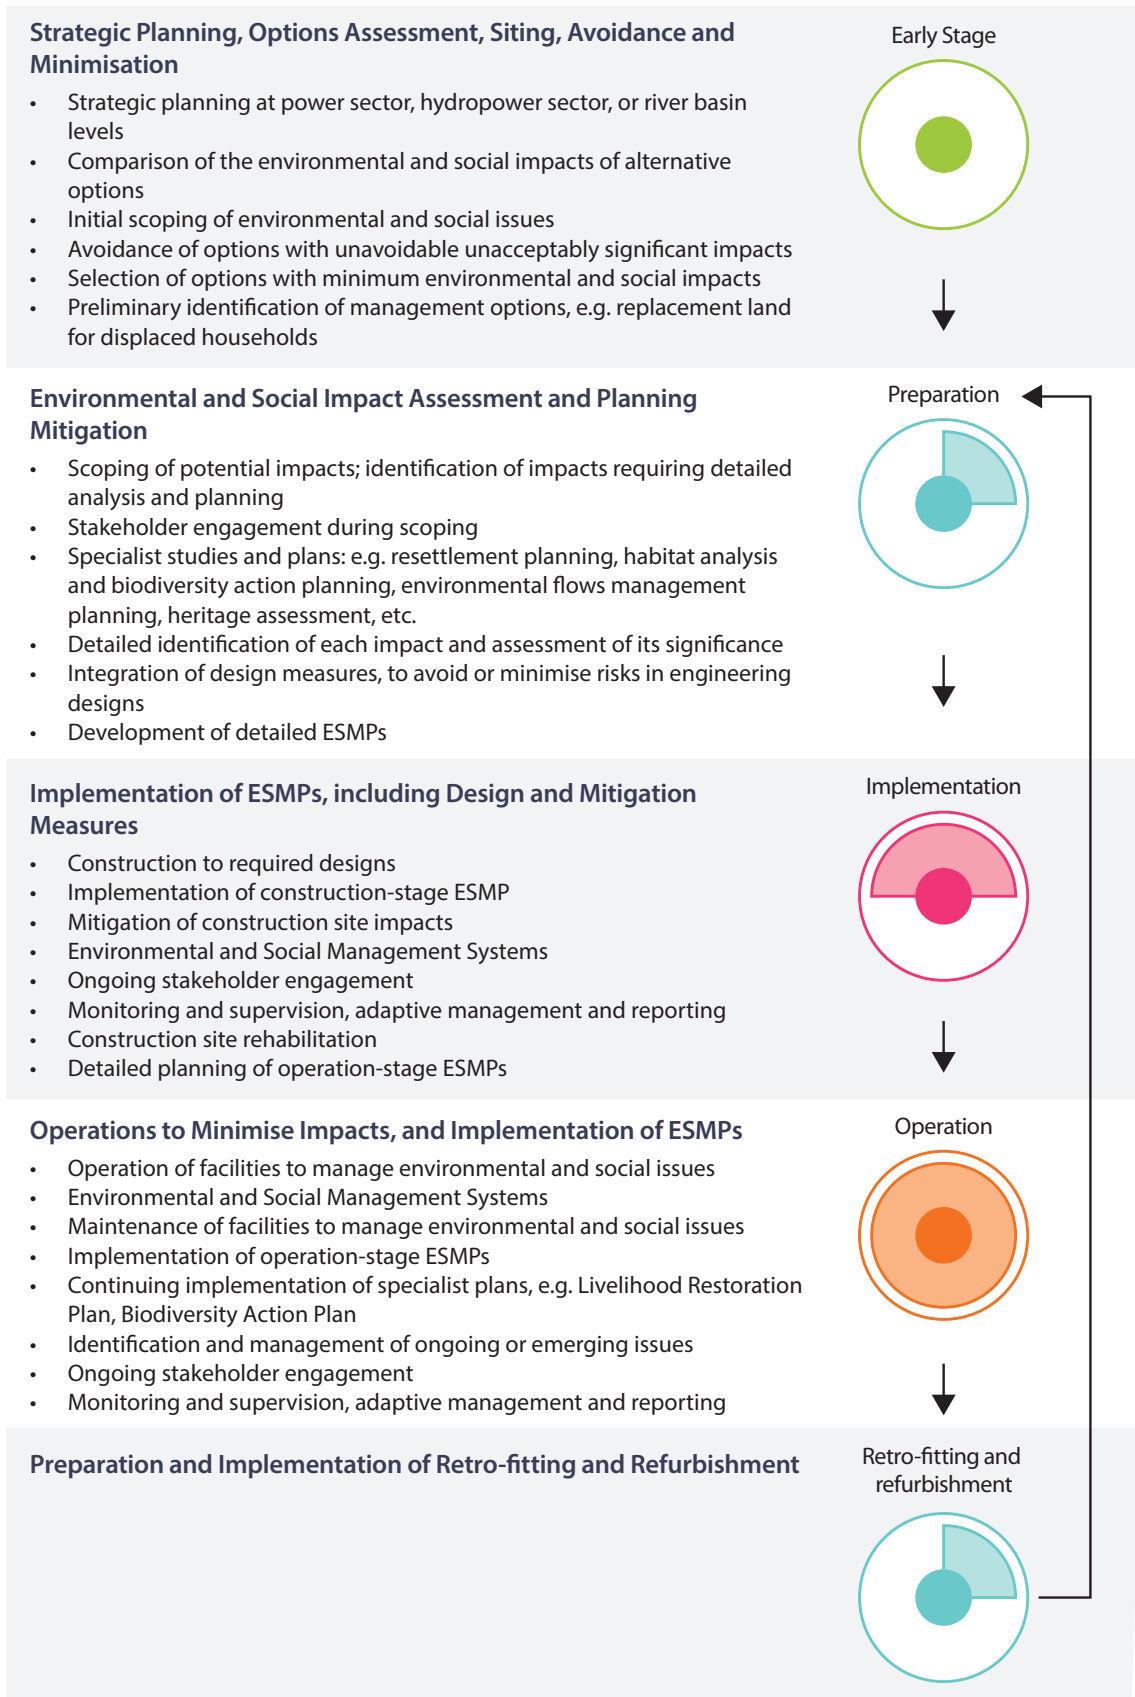 Strategic Planning, Options Assessment, Siting, Avoidance and
Minimisation
• Strategic planning at power sector, hydropower sector, or river basin
levels
• Comparison of the environmental and social impacts of alternative
options
• Initial scoping of environmental and social issues
• Avoidance of options with unavoidable unacceptably significant impacts
• Selection of options with minimum environmental and social impacts
• Preliminary identification of management options, e.g. replacement land
for displaced households
Early Stage
Environmental and Social Impact Assessment and Planning
Mitigation
• Scoping of potential impacts; identification of impacts requiring detailed
analysis and planning
• Stakeholder engagement during scoping
• Specialist studies and plans: e.g. resettlement planning, habitat analysis
and biodiversity action planning, environmental flows management
planning, heritage assessment, etc.
• Detailed identification of each impact and assessment of its significance
• Integration of design measures, to avoid or minimise risks in engineering
designs
• Development of detailed ESMPs
Preparation
Implementation of ESMPs, including Design and Mitigation
Measures
• Construction to required designs
• Implementation of construction-stage ESMP
• Mitigation of construction site impacts
• Environmental and Social Management Systems
• Ongoing stakeholder engagement
• Monitoring and supervision, adaptive management and reporting
• Construction site rehabilitation
• Detailed planning of operation-stage ESMPs
Implementation
Operations to Minimise Impacts, and Implementation of ESMPs
• Operation of facilities to manage environmental and social issues
• Environmental and Social Management Systems
• Maintenance of facilities to manage environmental and social issues
• Implementation of operation-stage ESMPs
• Continuing implementation of specialist plans, e.g. Livelihood Restoration
Plan, Biodiversity Action Plan
• Identification and management of ongoing or emerging issues
• Ongoing stakeholder engagement
• Monitoring and supervision, adaptive management and reporting
Operation
Preparation and Implementation of Retro-fitting and Refurbishment
Retro-fitting and
refurbishment